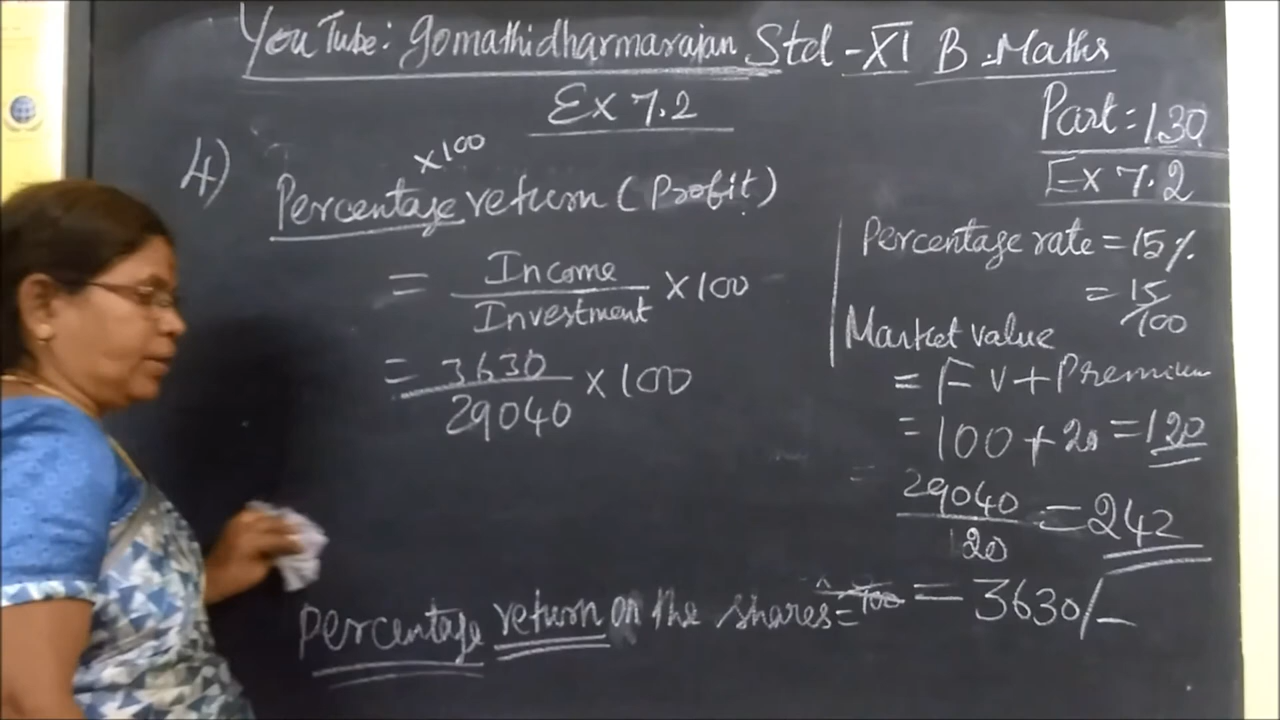 YouTube: gomathidharmarajan Std - XI B.Maths
Ex 7.2
Part: 130
Ex 7.2
4)
×100
Percentage return (Profit)
= Income / Investment × 100
= 3630 / 29040 × 100
Percentage rate = 15%
= 15/100
Market value
= FV + Premium
= 100 + 20 = 120
= 29040 / 120 = 242
percentage return on the shares = 100 = 3630/-